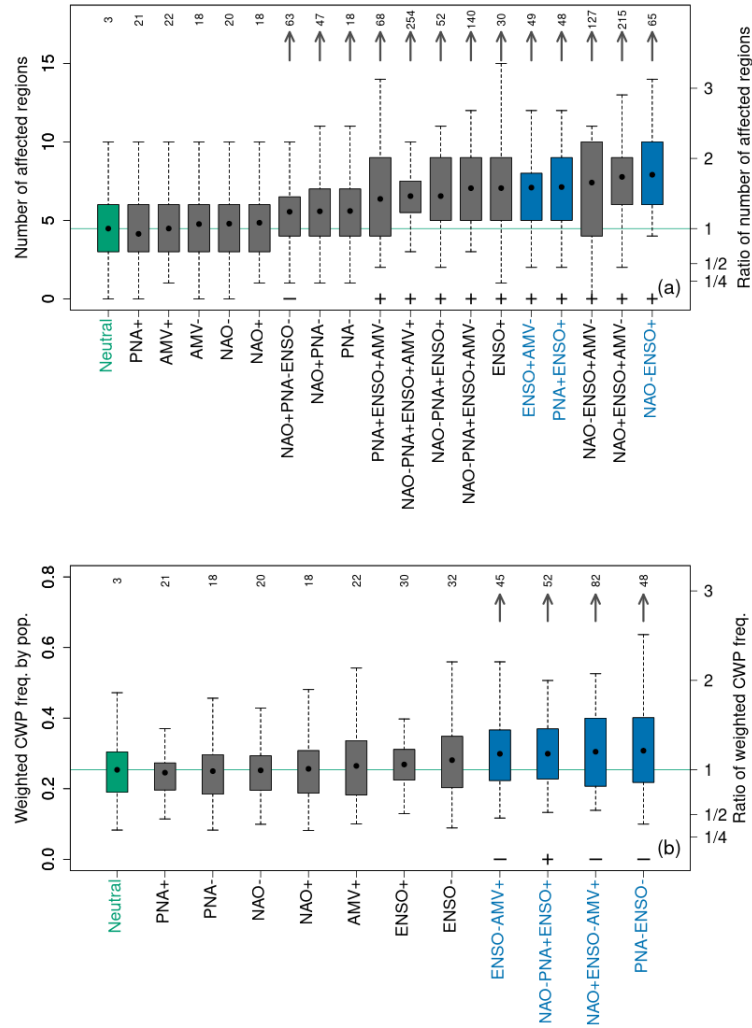 Number of affected regions
0
5
10
15
3
21
22
18
20
18
63
47
18
68
254
52
140
30
49
48
127
215
65
−
+
+
+
+
+
+
+
+
+
+
(a)
1/4
1/2
1
2
3
Ratio of number of affected regions
Neutral
PNA+
AMV+
AMV-
NAO-
NAO+
NAO+PNA-ENSO-
NAO+PNA-
PNA-
PNA+ENSO+AMV-
NAO-PNA+ENSO+AMV+
NAO-PNA+ENSO+
NAO-PNA+ENSO+AMV-
ENSO+
ENSO+AMV-
PNA+ENSO+
NAO-ENSO+AMV-
NAO+ENSO+AMV-
NAO-ENSO+
Weighted CWP freq. by pop.
0.0
0.2
0.4
0.6
0.8
3
21
18
20
18
22
30
32
45
52
82
48
−
+
−
−
(b)
1/4
1/2
1
2
3
Ratio of weighted CWP freq.
Neutral
PNA+
PNA-
NAO-
NAO+
AMV+
ENSO+
ENSO-
ENSO-AMV+
NAO-PNA+ENSO+
NAO+ENSO-AMV+
PNA-ENSO-